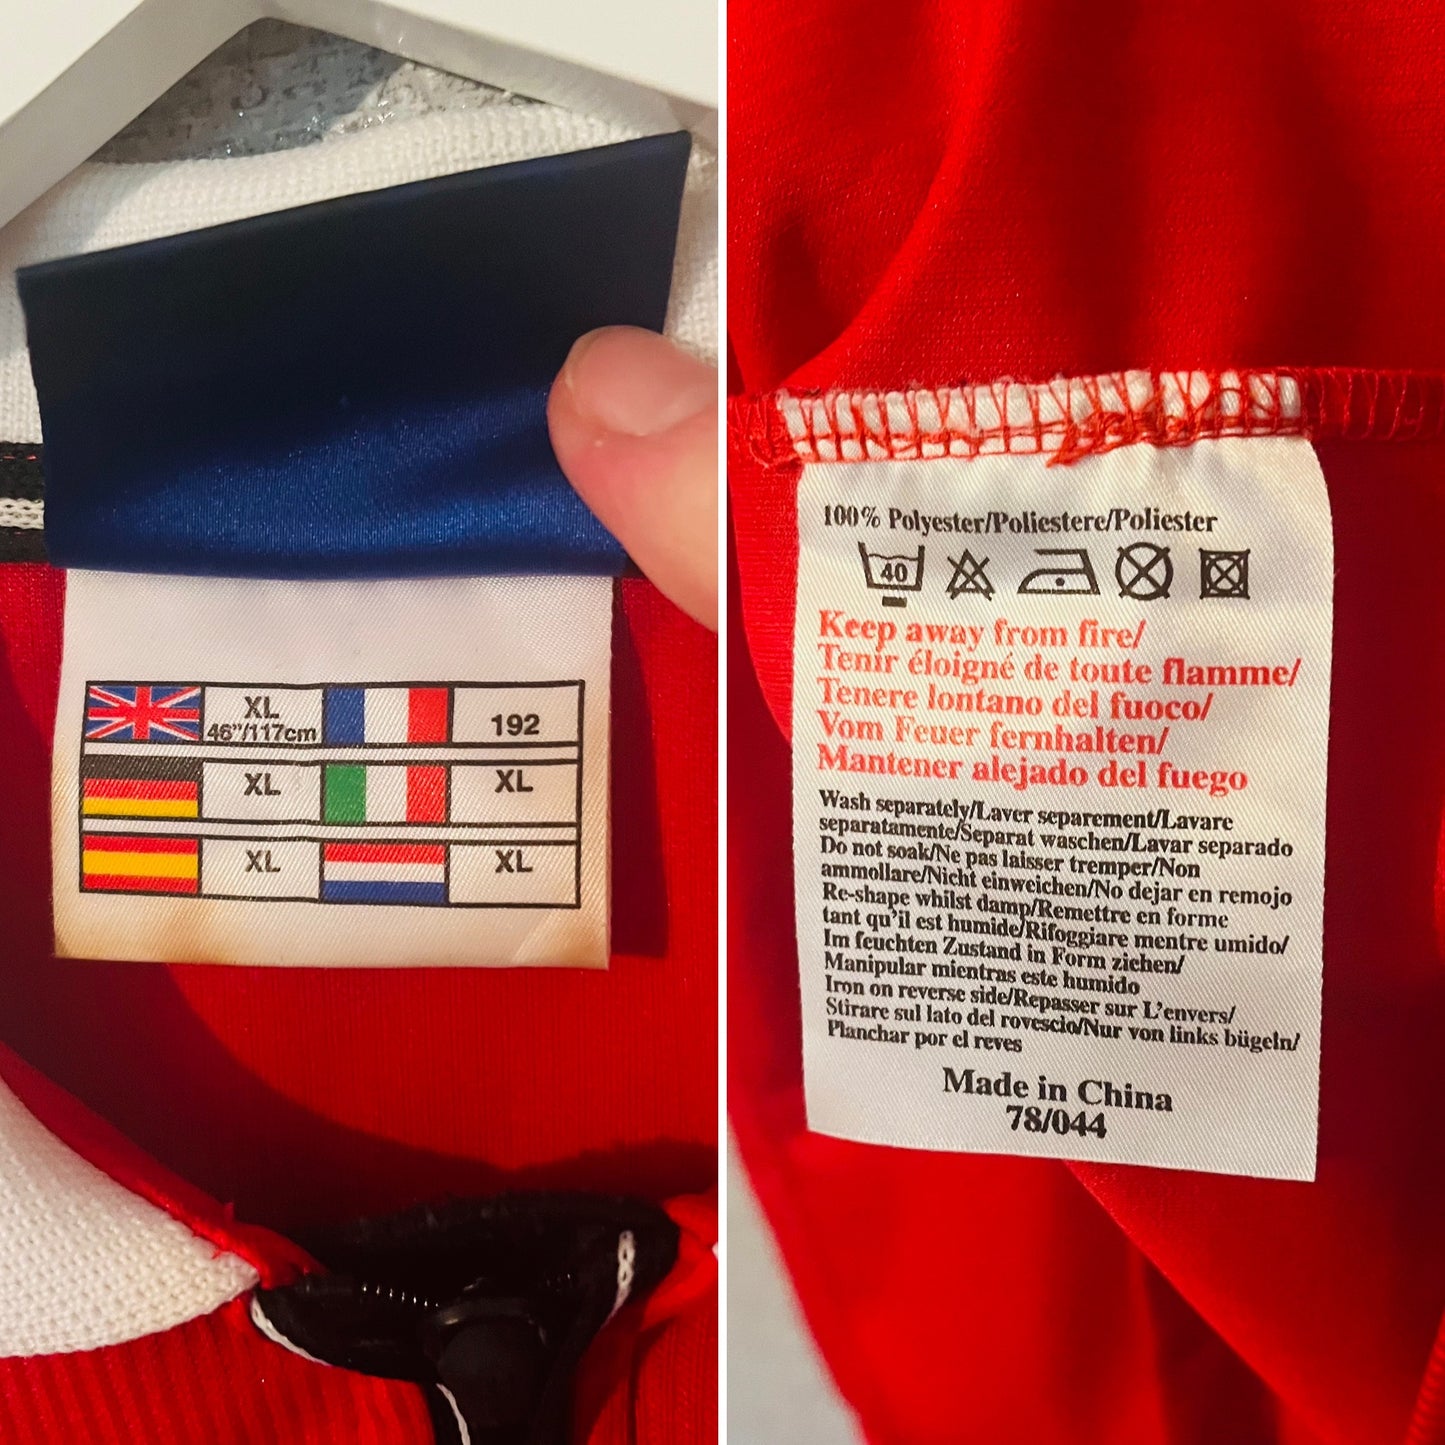 XL
46"/117cm
192
XL
XL
XL
XL
100% Polyester/Poliestere/Poliester
40
Keep away from fire/
Tenir éloigné de toute flamme/
Tenere lontano del fuoco/
Vom Feuer fernhalten/
Mantener alejado del fuego
Wash separately/Laver separement/Lavare
separatamente/Separat waschen/Lavar separado
Do not soak/Ne pas laisser tremper/Non
ammollare/Nicht einweichen/No dejar en remojo
Re-shape whilst damp/Remettre en forme
tant qu'il est humide/Rifoggiare mentre umido/
Im feuchten Zustand in Form ziehen/
Manipular mientras este humido
Iron on reverse side/Repasser sur L'envers/
Stirare sul lato del rovescio/Nur von links bügeln/
Planchar por el reves
Made in China
78/044